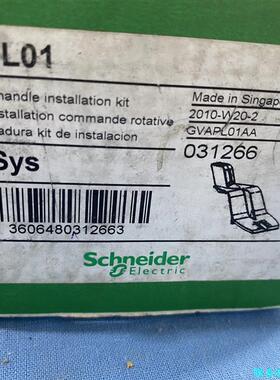 L01
handle installation kit
nstallation commande rotative
adura kit de instalacion
Made in Singap
2010-W20-2
GVAPL01AA
Sys
031266
3606480312663
Schneider
Electric